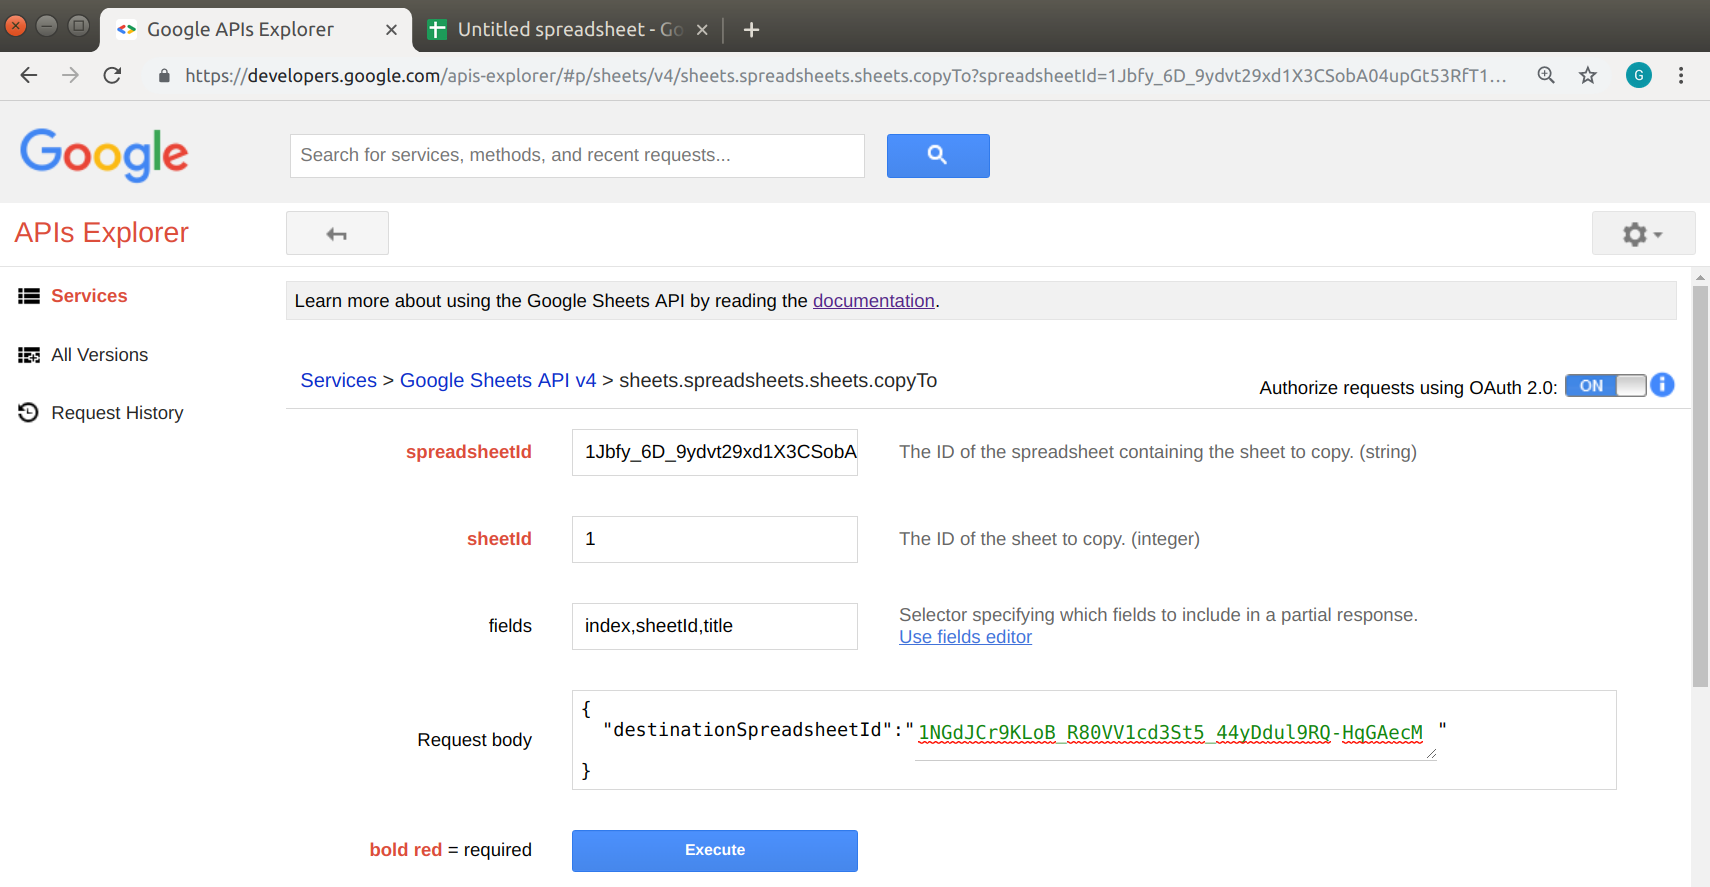 Google APIs Explorer
Untitled spreadsheet - Go
https://developers.google.com/apis-explorer/#p/sheets/v4/sheets.spreadsheets.sheets.copyTo?spreadsheetId=1Jbfy_6D_9ydvt29xd1X3CSobA04upGt53RfT1...
G
Google
Search for services, methods, and recent requests...
APIs Explorer
Services
All Versions
Request History
Learn more about using the Google Sheets API by reading the documentation.
Services > Google Sheets API v4 > sheets.spreadsheets.sheets.copyTo
Authorize requests using OAuth 2.0: ON
spreadsheetId 1Jbfy_6D_9ydvt29xd1X3CSobA The ID of the spreadsheet containing the sheet to copy. (string)
sheetId 1 The ID of the sheet to copy. (integer)
fields index,sheetId,title Selector specifying which fields to include in a partial response.
Use fields editor
Request body
{
"destinationSpreadsheetId":"1NGdJCr9KLoB_R80VV1cd3St5_44yDdul9RQ-HqGAecM "
}
bold red = required
Execute